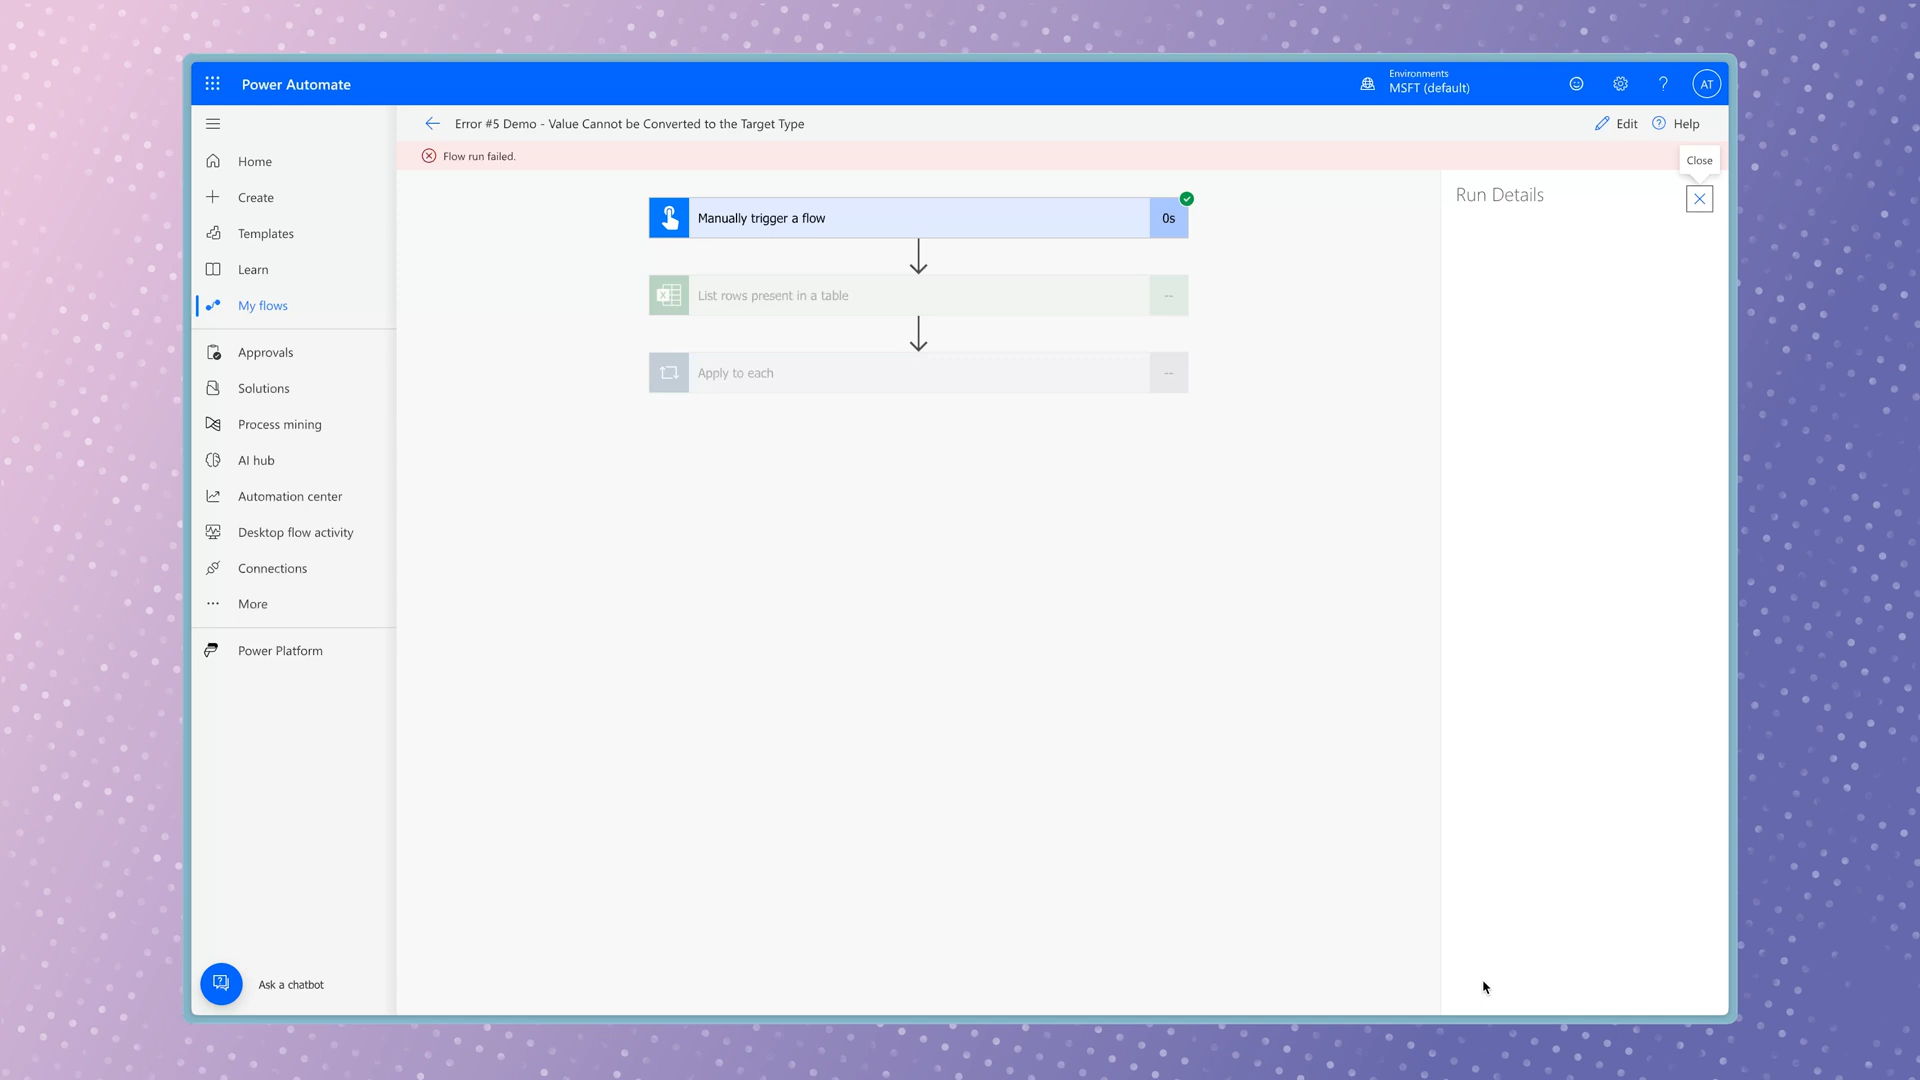 Power Automate
Environments
MSFT (default)
?
AT
Error #5 Demo - Value Cannot be Converted to the Target Type
Edit
Help
Flow run failed.
Close
Home
Create
Templates
Learn
My flows
Approvals
Solutions
Process mining
AI hub
Automation center
Desktop flow activity
Connections
More
Power Platform
Ask a chatbot
Manually trigger a flow
0s
List rows present in a table
--
Apply to each
--
Run Details